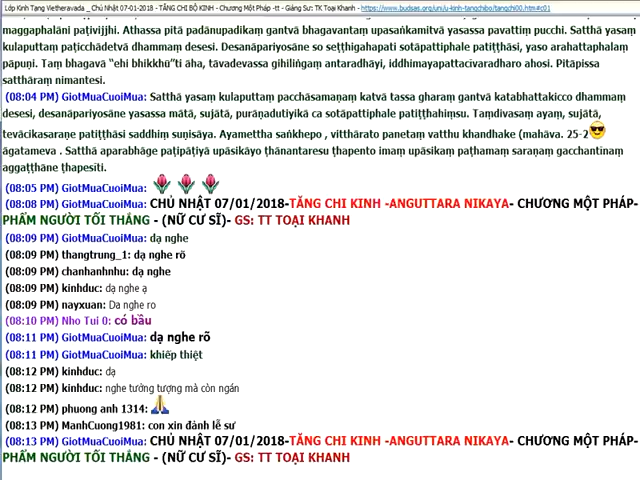 Lớp Kinh Tạng Vietheravada _ Chủ Nhật 07-01-2018 - TĂNG CHI BỘ KINH - Chương Một Pháp -tt - Giảng Sư: TK Toại Khanh - https://www.budsas.org/uni/u-kinh-tangchibo/tangchi00.htm#c01
maggaphalāni paṭivijjhi. Athassa pitā padānupadikaṃ gantvā bhagavantaṃ upasaṅkamitvā yasassa pavattiṃ pucchi. Satthā yasaṃ
kulaputtaṃ paṭicchādetvā dhammaṃ desesi. Desanāpariyosāne so seṭṭhigahapati sotāpattiphale patiṭṭhāsi, yaso arahattaphalaṃ
pāpuṇi. Taṃ bhagavā "ehi bhikkhū"ti āha, tāvadevassa gihiliṅgaṃ antaradhāyi, iddhimayapattacīvaradharo ahosi. Pitāpissa
satthāraṃ nimantesi.
(08:04 PM) GiotMuaCuoiMua: Satthā yasaṃ kulaputtaṃ pacchāsamaṇaṃ katvā tassa gharaṃ gantvā katabhattakicco dhammaṃ
desesi, desanāpariyosāne yasassa mātā, sujātā, purāṇadutiyikā ca sotāpattiphale patiṭṭhahiṃsu. Taṃdivasaṃ ayaṃ, sujātā,
tevācikasaraṇe patiṭṭhāsi saddhiṃ suṇisāya. Ayamettha saṅkhepo , vitthārato panetaṃ vatthu khandhake (mahāva. 25-2
āgatameva . Satthā aparabhāge paṭipāṭiyā upāsikāyo ṭhānantaresu ṭhapento imaṃ upāsikaṃ paṭhamaṃ saraṇaṃ gacchantīnaṃ
aggaṭṭhāne ṭhapesīti.
(08:05 PM) GiotMuaCuoiMua:
(08:08 PM) GiotMuaCuoiMua: CHỦ NHẬT 07/01/2018-TĂNG CHI KINH -ANGUTTARA NIKAYA- CHƯƠNG MỘT PHÁP-
PHẨM NGƯỜI TỐI THẮNG - (NỮ CƯ SĨ)- GS: TT TOẠI KHANH
(08:09 PM) GiotMuaCuoiMua: dạ nghe
(08:09 PM) thangtrung_1: dạ nghe rõ
(08:09 PM) chanhanhnhu: dạ nghe
(08:09 PM) kinhduc: dạ nghe ạ
(08:09 PM) nayxuan: Da nghe ro
(08:10 PM) Nho Tui 0: có bầu
(08:11 PM) GiotMuaCuoiMua: dạ nghe rõ
(08:11 PM) GiotMuaCuoiMua: khiếp thiệt
(08:12 PM) kinhduc: dạ
(08:12 PM) kinhduc: nghe tưởng tượng mà còn ngán
(08:12 PM) phuong anh 1314:
(08:13 PM) ManhCuong1981: con xin đảnh lễ sư
(08:13 PM) GiotMuaCuoiMua: CHỦ NHẬT 07/01/2018-TĂNG CHI KINH -ANGUTTARA NIKAYA- CHƯƠNG MỘT PHÁP-
PHẨM NGƯỜI TỐI THẮNG - (NỮ CƯ SĨ)- GS: TT TOẠI KHANH